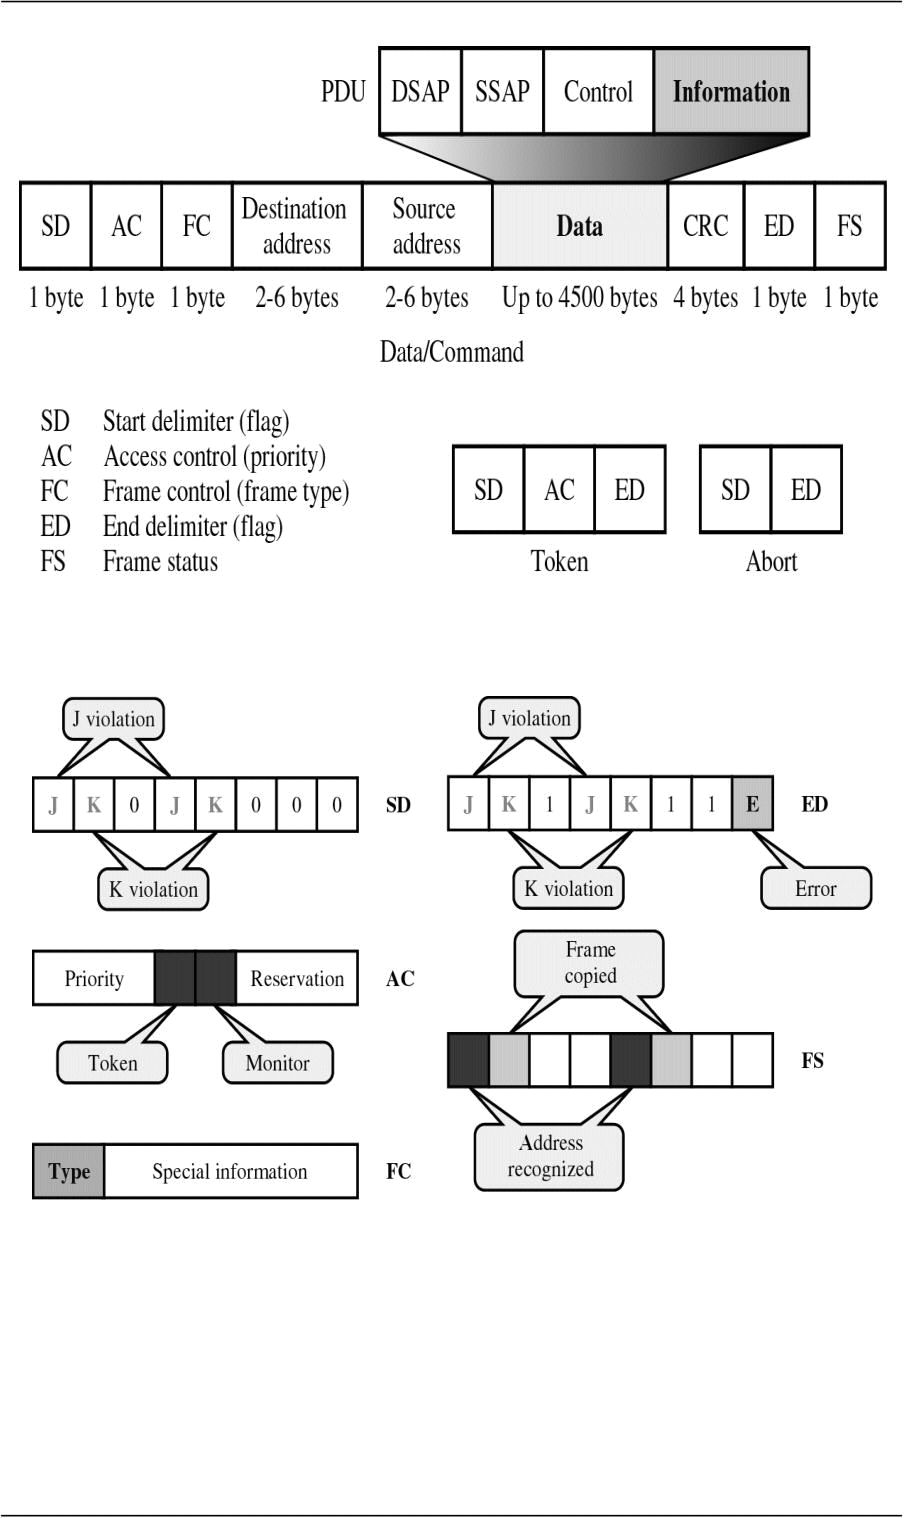 PDU DSAP SSAP Control Information
SD AC FC Destination address Source address Data CRC ED FS
1 byte 1 byte 1 byte 2-6 bytes 2-6 bytes Up to 4500 bytes 4 bytes 1 byte 1 byte
Data/Command
SD Start delimiter (flag)
AC Access control (priority)
FC Frame control (frame type)
ED End delimiter (flag)
FS Frame status
SD AC ED
Token
SD ED
Abort
J violation
J K 0 J K 0 0 0 SD
K violation
J violation
J K 1 J K 1 1 E ED
K violation
Error
Priority Reservation AC
Token
Monitor
Frame
copied
FS
Address
recognized
Type Special information FC